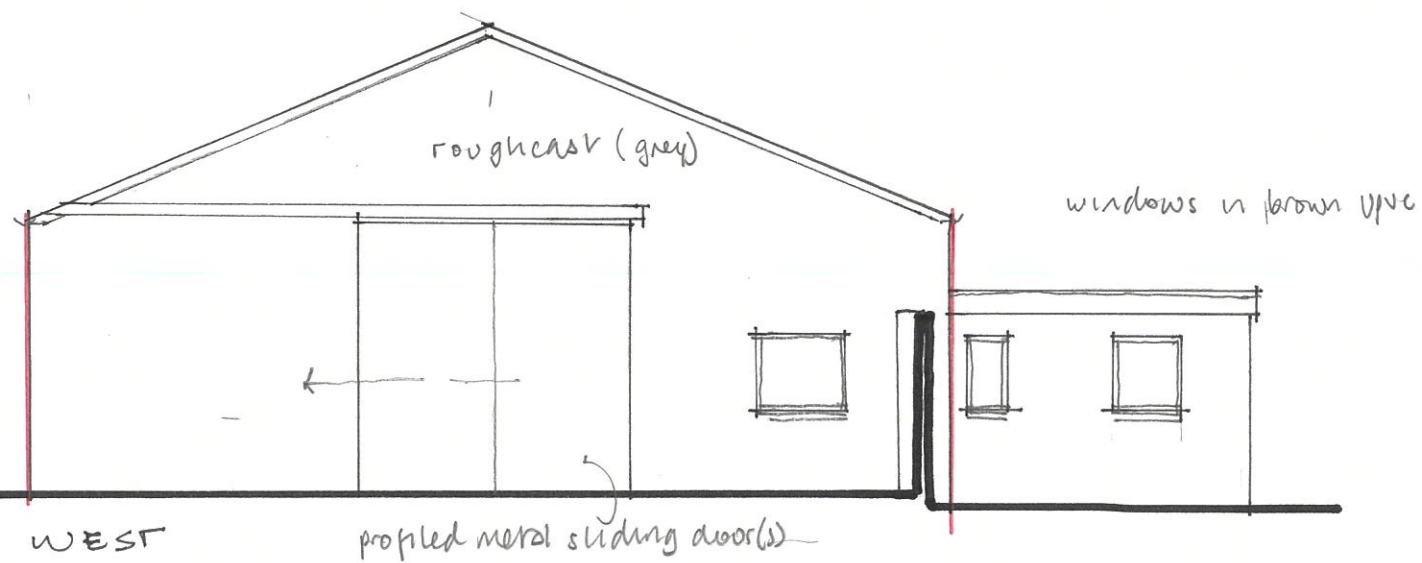 roughcast (grey)
windows in brown upvc
WEST
profiled metal sliding door(s)